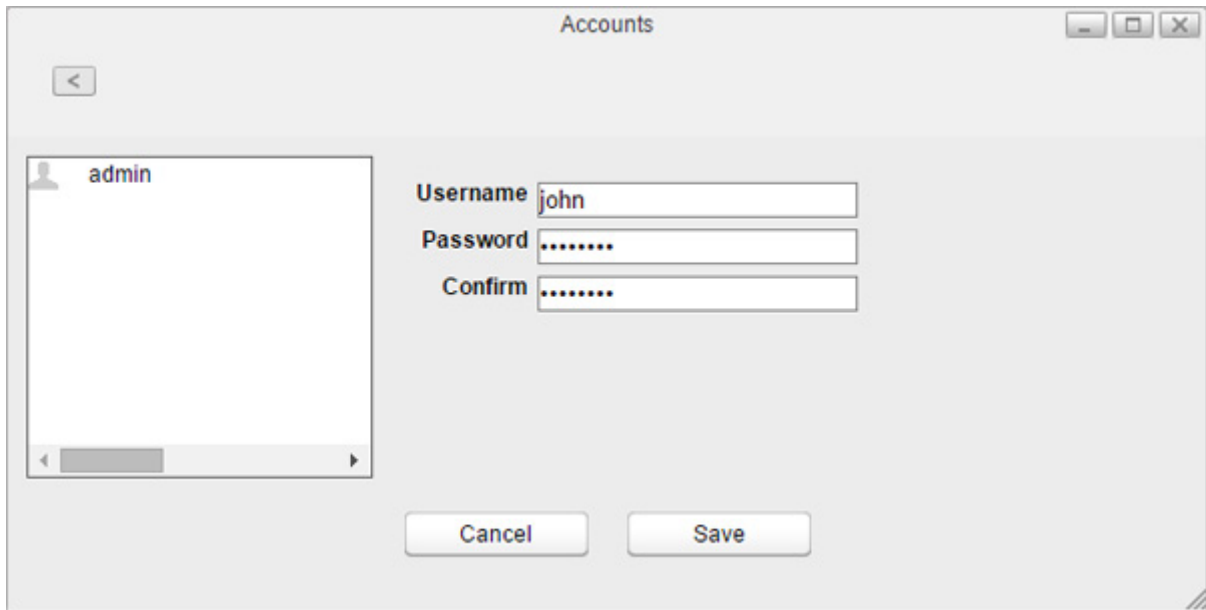 Accounts
<
admin
Username john
Password ••••••••
Confirm ••••••••
Cancel Save